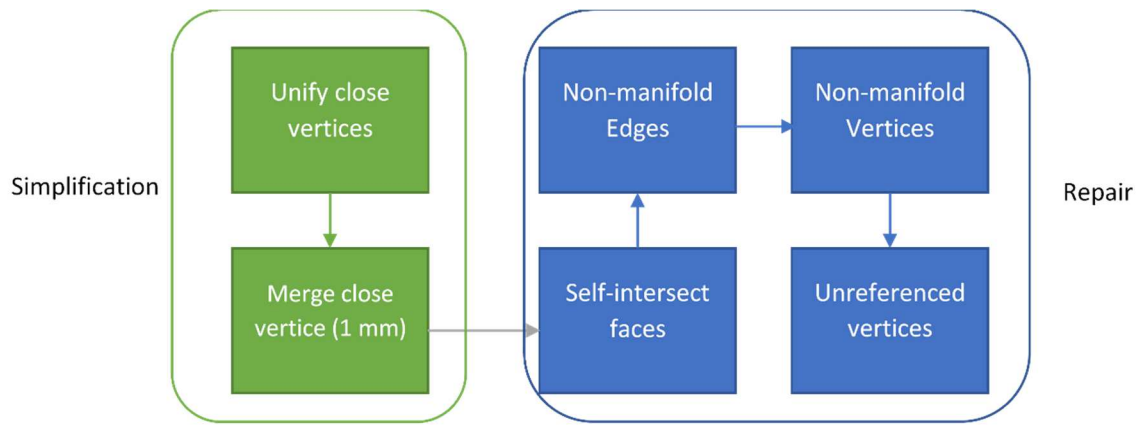 Simplification
Unify close
vertices
Merge close
vertice (1 mm)
Non-manifold
Edges
Non-manifold
Vertices
Self-intersect
faces
Unreferenced
vertices
Repair